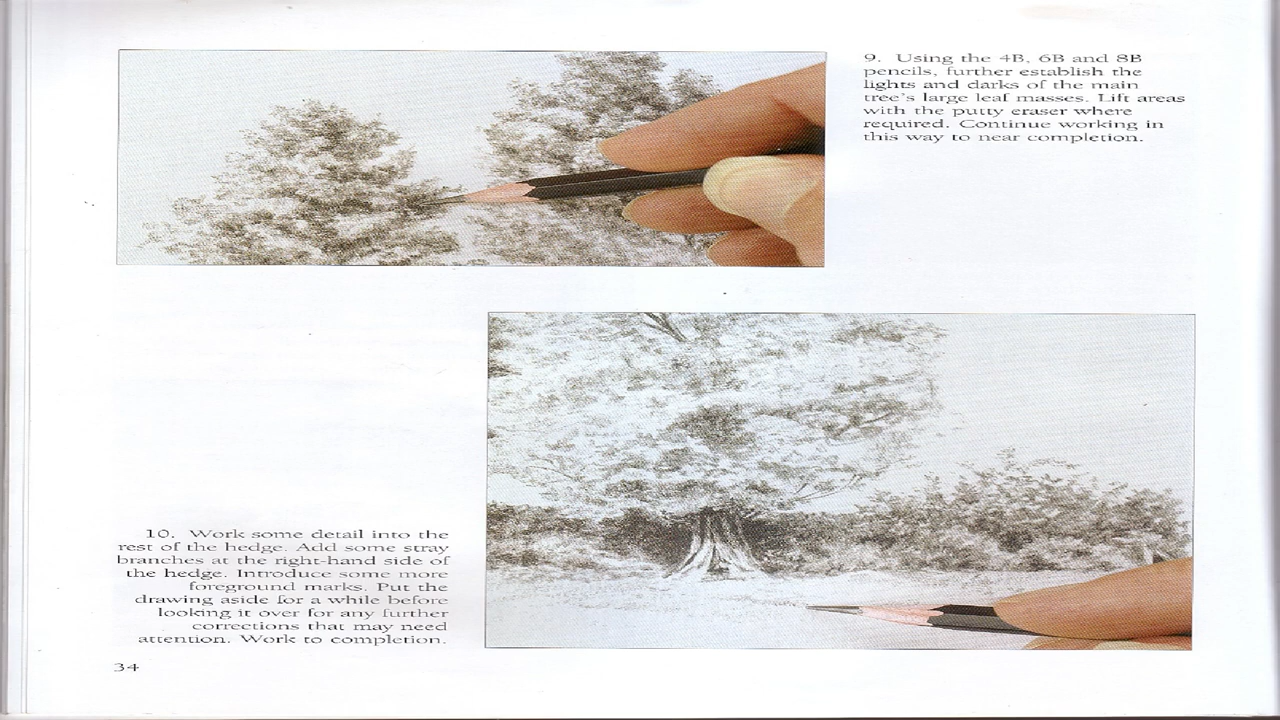 9. Using the 4B, 6B and 8B
pencils, further establish the
lights and darks of the main
tree's large leaf masses. Lift areas
with the putty eraser where
required. Continue working in
this way to near completion.
10. Work some detail into the
rest of the hedge. Add some stray
branches at the right-hand side of
the hedge. Introduce some more
foreground marks. Put the
drawing aside for a while before
looking it over for any further
corrections that may need
attention. Work to completion.
34